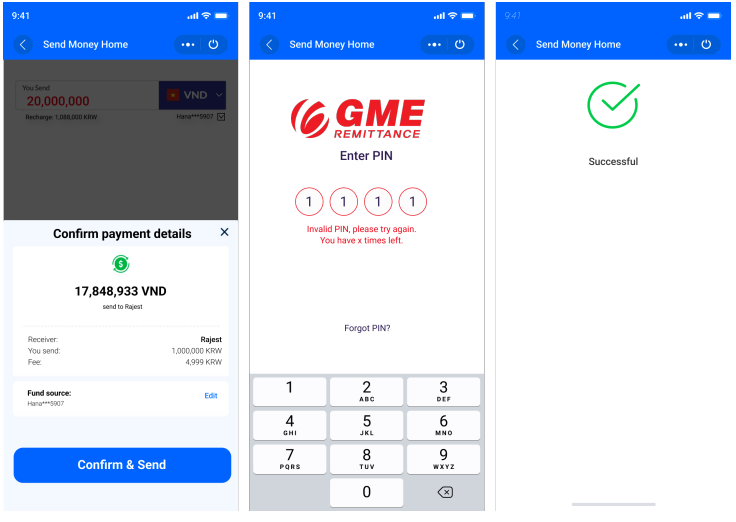 9:41
Send Money Home
You Send
20,000,000
VND
Recharge: 1,088,000 KRW
Hana***5907
Confirm payment details
$
17,848,933 VND
send to Rajest
Receiver: Rajest
You send: 1,000,000 KRW
Fee: 4,999 KRW
Fund source:
Hana***5907
Edit
Confirm & Send
9:41
Send Money Home
GME
REMITTANCE
Enter PIN
1 1 1 1
Invalid PIN, please try again.
You have x times left.
Forgot PIN?
1 2 3
ABC DEF
4 5 6
GHI JKL MNO
7 8 9
PQRS TUV WXYZ
0
9:41
Send Money Home
Successful